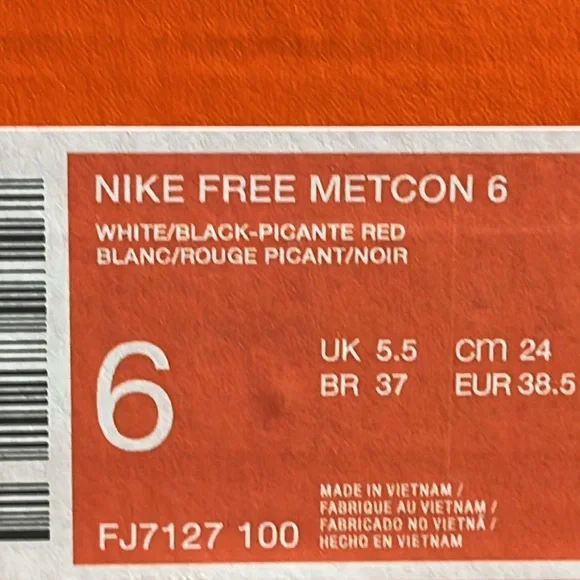 NIKE FREE METCON 6
WHITE/BLACK-PICANTE RED
BLANC/ROUGE PICANT/NOIR
6
UK 5.5 cm 24
BR 37 EUR 38.5
MADE IN VIETNAM /
FABRIQUE AU VIETNAM /
FABRICADO NO VIETNÃ /
HECHO EN VIETNAM
FJ7127 100